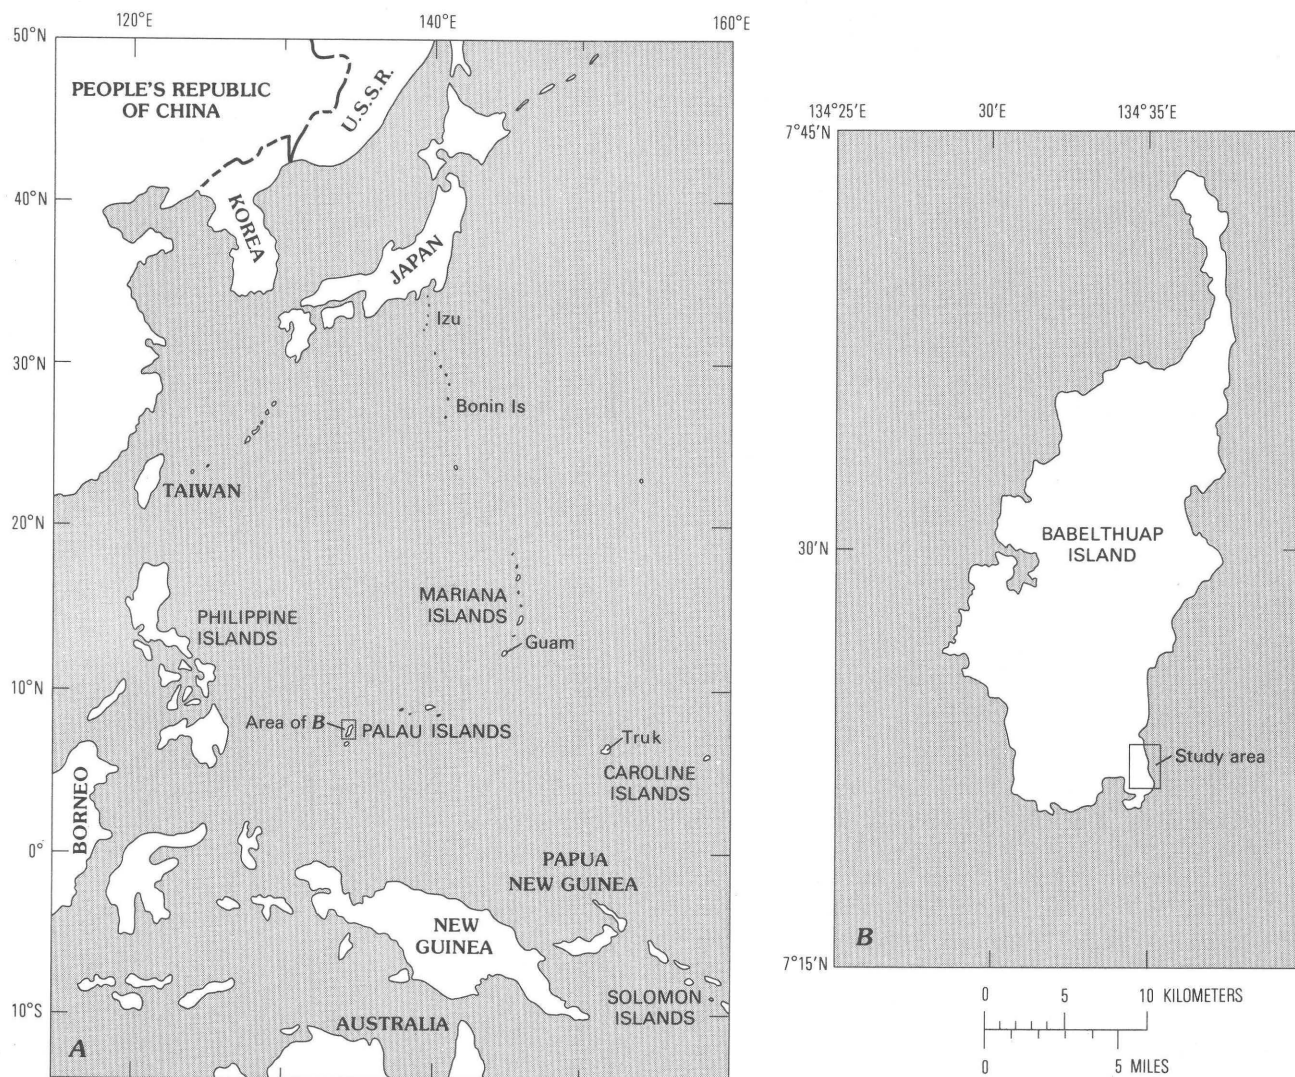 120°E 140°E 160°E
50°N
PEOPLE'S REPUBLIC
OF CHINA
U.S.S.R.
40°N
KOREA
JAPAN
Izu
30°N
Bonin Is
TAIWAN
20°N
MARIANA
ISLANDS
PHILIPPINE
ISLANDS
Guam
10°N
Area of B
PALAU ISLANDS
Truk
CAROLINE
ISLANDS
BORNEO
0°
PAPUA
NEW GUINEA
NEW
GUINEA
SOLOMON
ISLANDS
10°S
AUSTRALIA
A
134°25'E 30' 134°35'E
7°45'N
30'N
BABELTHUAP
ISLAND
Study area
B
7°15'N
0 5 10 KILOMETERS
0 5 MILES